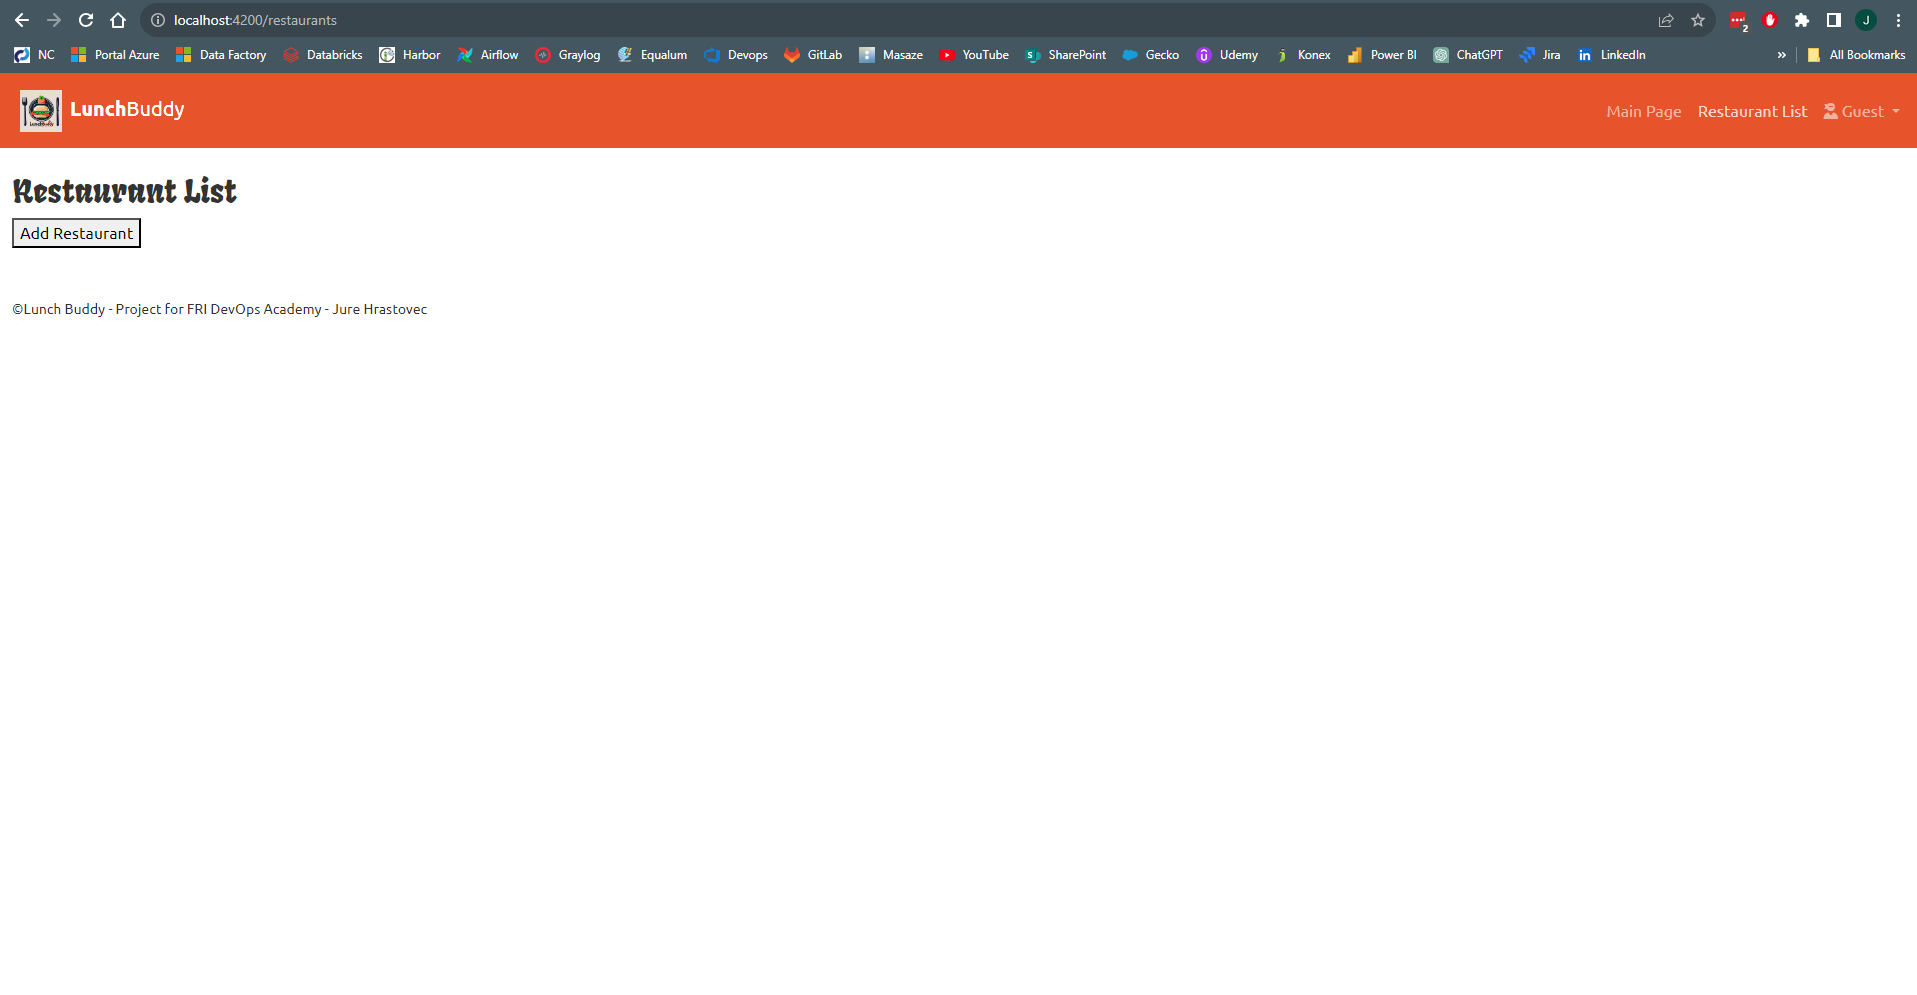 localhost:4200/restaurants
2
J
NC Portal Azure Data Factory Databricks Harbor Airflow Graylog Equalum Devops GitLab Masaze YouTube SharePoint Gecko Udemy Konex Power BI ChatGPT Jira LinkedIn » All Bookmarks
LunchBuddy
Main Page Restaurant List Guest
Restaurant List
Add Restaurant
©Lunch Buddy - Project for FRI DevOps Academy - Jure Hrastovec